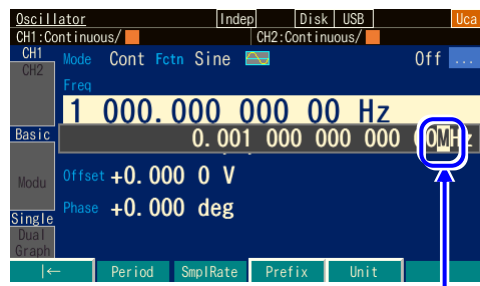 Oscillator Indep Disk USB Uca
CH1:Continuous/ CH2:Continuous/
CH1 Mode Cont Fctn Sine Off ...
CH2
Freq
1 000.000 000 00 Hz
Basic 0.001 000 000 000 0MHz
Modu Offset +0.000 0 V
Phase +0.000 deg
Single
Dual
Graph
|← Period SmplRate Prefix Unit